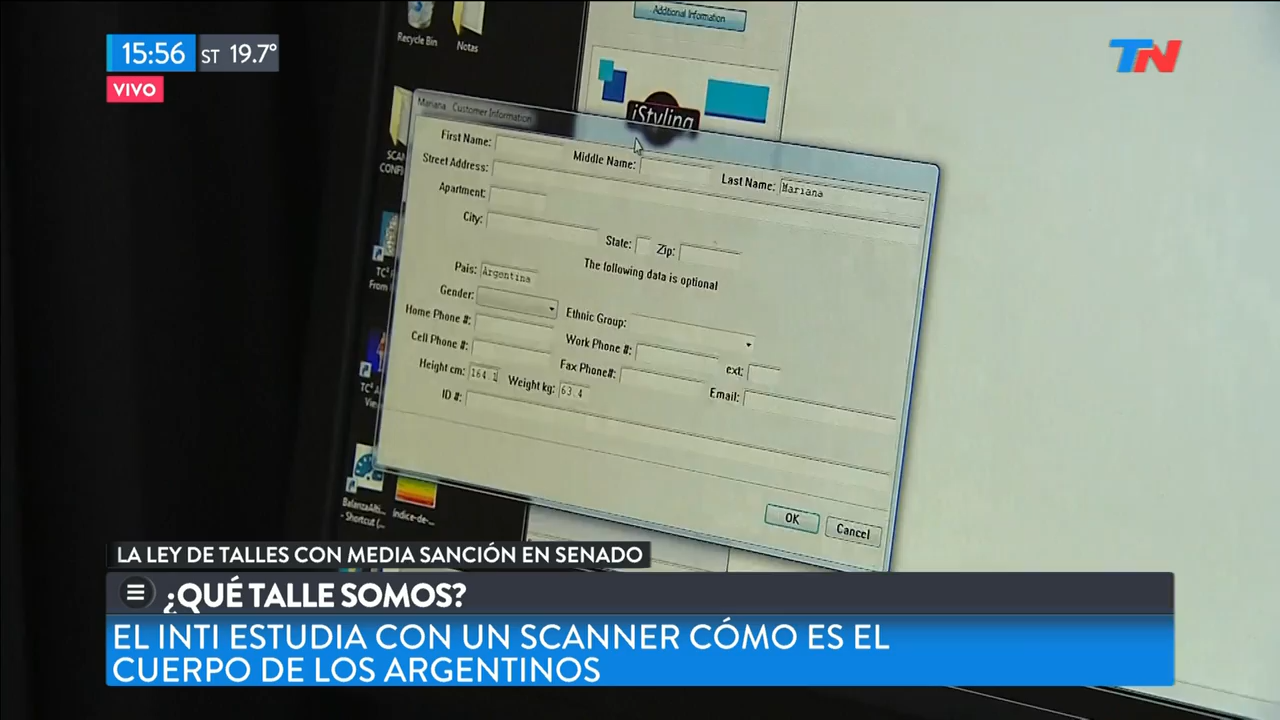 15:56 ST 19.7°
VIVO
TN
Recycle Bin
Notas
Additional Information
iStyling
Mariana Customer Information
First Name:
Middle Name:
Last Name: Mariana
Street Address:
Apartment:
City:
State:
Zip:
The following data is optional
Pais: Argentina
Gender:
Ethnic Group:
Home Phone #:
Work Phone #:
ext:
Cell Phone #:
Fax Phone#:
Email:
Height cm: 164.1
Weight kg: 63.4
ID #:
OK
Cancel
- Shortcut (...
LA LEY DE TALLES CON MEDIA SANCIÓN EN SENADO
¿QUÉ TALLE SOMOS?
EL INTI ESTUDIA CON UN SCANNER CÓMO ES EL
CUERPO DE LOS ARGENTINOS